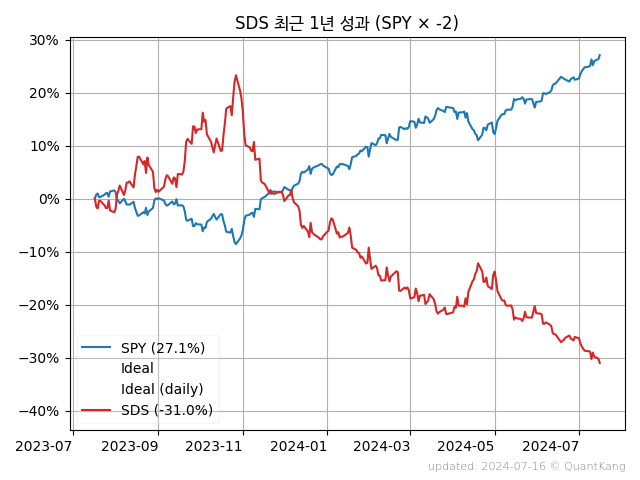 SDS 최근 1년 성과 (SPY × -2)
30%
20%
10%
0%
−10%
−20%
−30%
−40%
SPY (27.1%)
Ideal
Ideal (daily)
SDS (-31.0%)
2023-07 2023-09 2023-11 2024-01 2024-03 2024-05 2024-07
updated: 2024-07-16 © QuantKang